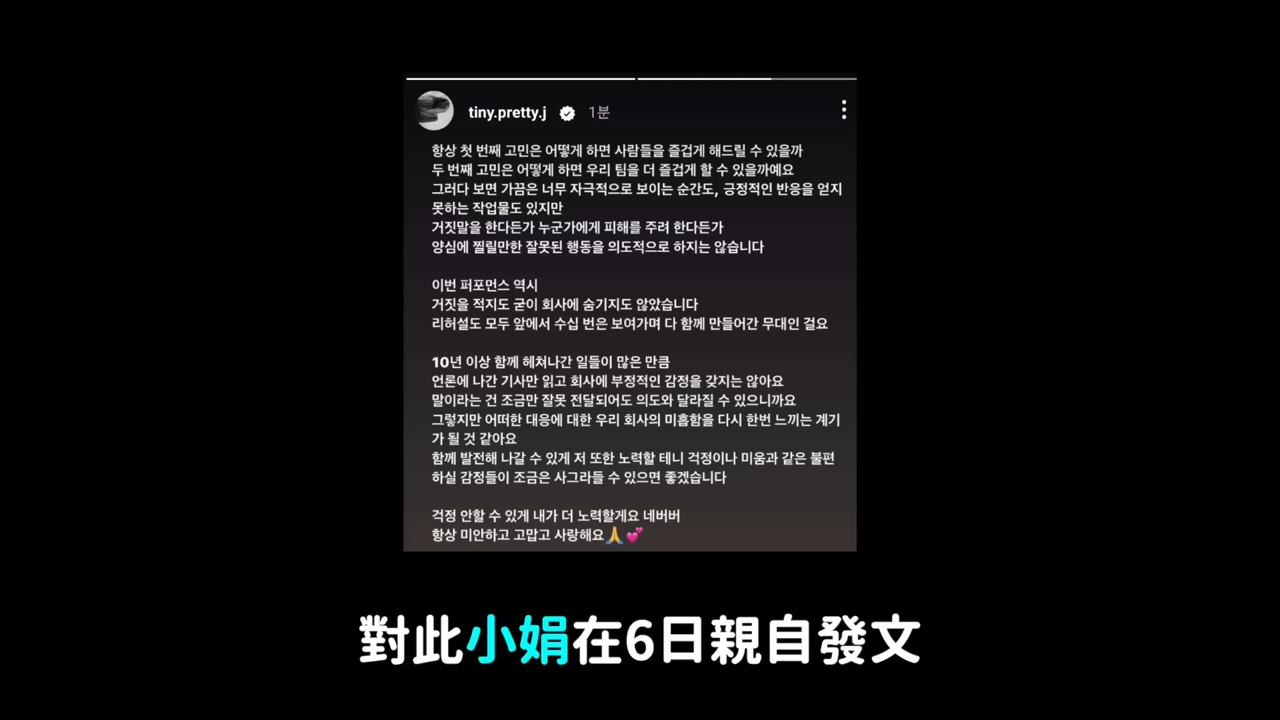 tiny.pretty.j 1분
항상 첫 번째 고민은 어떻게 하면 사람들을 즐겁게 해드릴 수 있을까
두 번째 고민은 어떻게 하면 우리 팀을 더 즐겁게 할 수 있을까예요
그러다 보면 가끔은 너무 자극적으로 보이는 순간도, 긍정적인 반응을 얻지
못하는 작업물도 있지만
거짓말을 한다든가 누군가에게 피해를 주려 한다든가
양심에 찔릴만한 잘못된 행동을 의도적으로 하지는 않습니다
이번 퍼포먼스 역시
거짓을 적지도 굳이 회사에 숨기지도 않았습니다
리허설도 모두 앞에서 수십 번은 보여가며 다 함께 만들어간 무대인 걸요
10년 이상 함께 헤쳐나간 일들이 많은 만큼
언론에 나간 기사만 읽고 회사에 부정적인 감정을 갖지는 않아요
말이라는 건 조금만 잘못 전달되어도 의도와 달라질 수 있으니까요
그렇지만 어떠한 대응에 대한 우리 회사의 미흡함을 다시 한번 느끼는 계기
가 될 것 같아요
함께 발전해 나갈 수 있게 저 또한 노력할 테니 걱정이나 미움과 같은 불편
하실 감정들이 조금은 사그라들 수 있으면 좋겠습니다
걱정 안할 수 있게 내가 더 노력할게요 네버버
항상 미안하고 고맙고 사랑해요🙏💕
對此小娟在6日親自發文